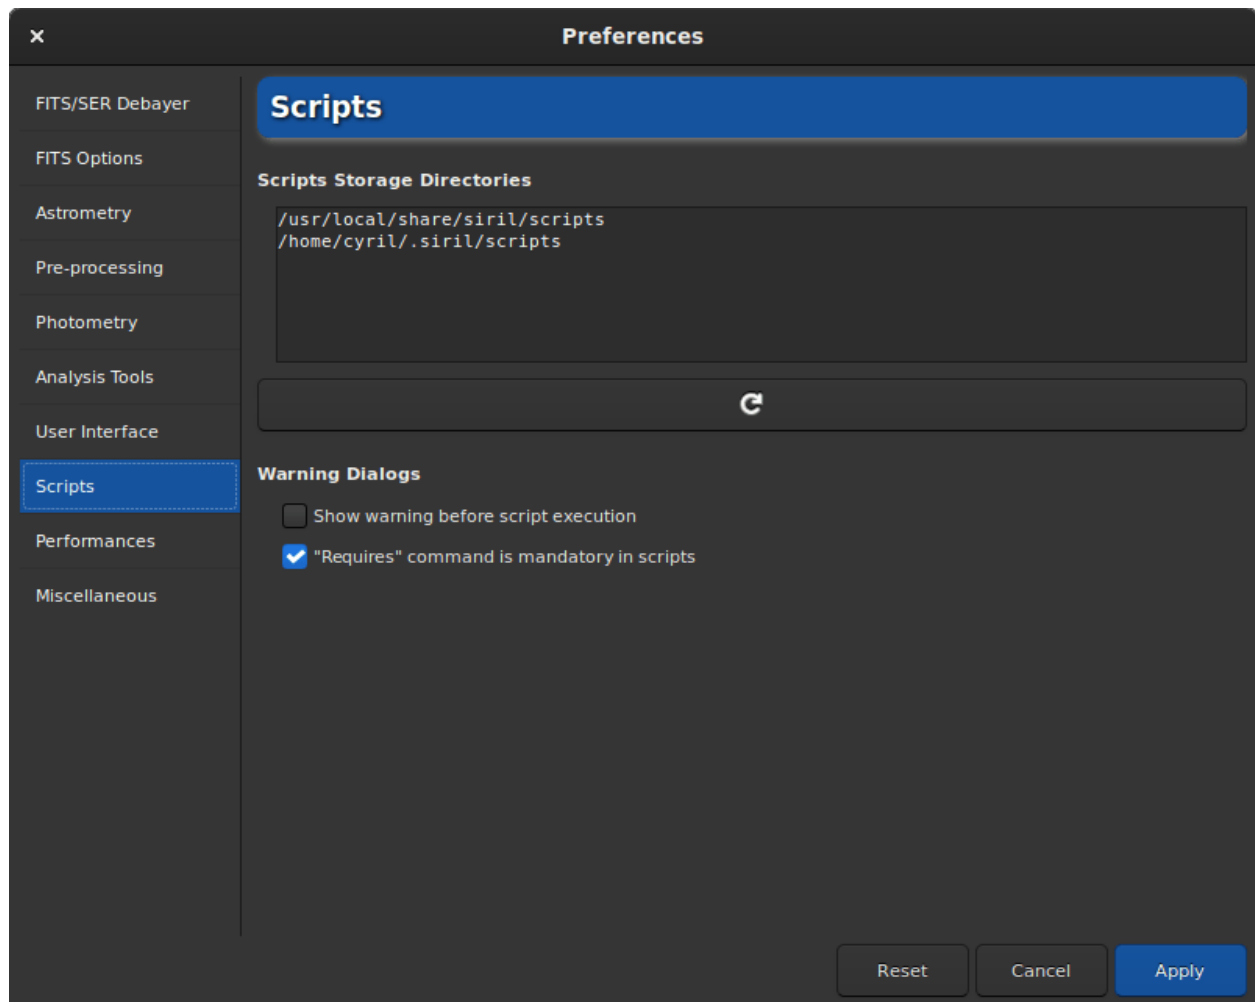 Preferences
FITS/SER Debayer
FITS Options
Astrometry
Pre-processing
Photometry
Analysis Tools
User Interface
Scripts
Performances
Miscellaneous
Scripts
Scripts Storage Directories
/usr/local/share/siril/scripts
/home/cyril/.siril/scripts
Warning Dialogs
Show warning before script execution
"Requires" command is mandatory in scripts
Reset
Cancel
Apply